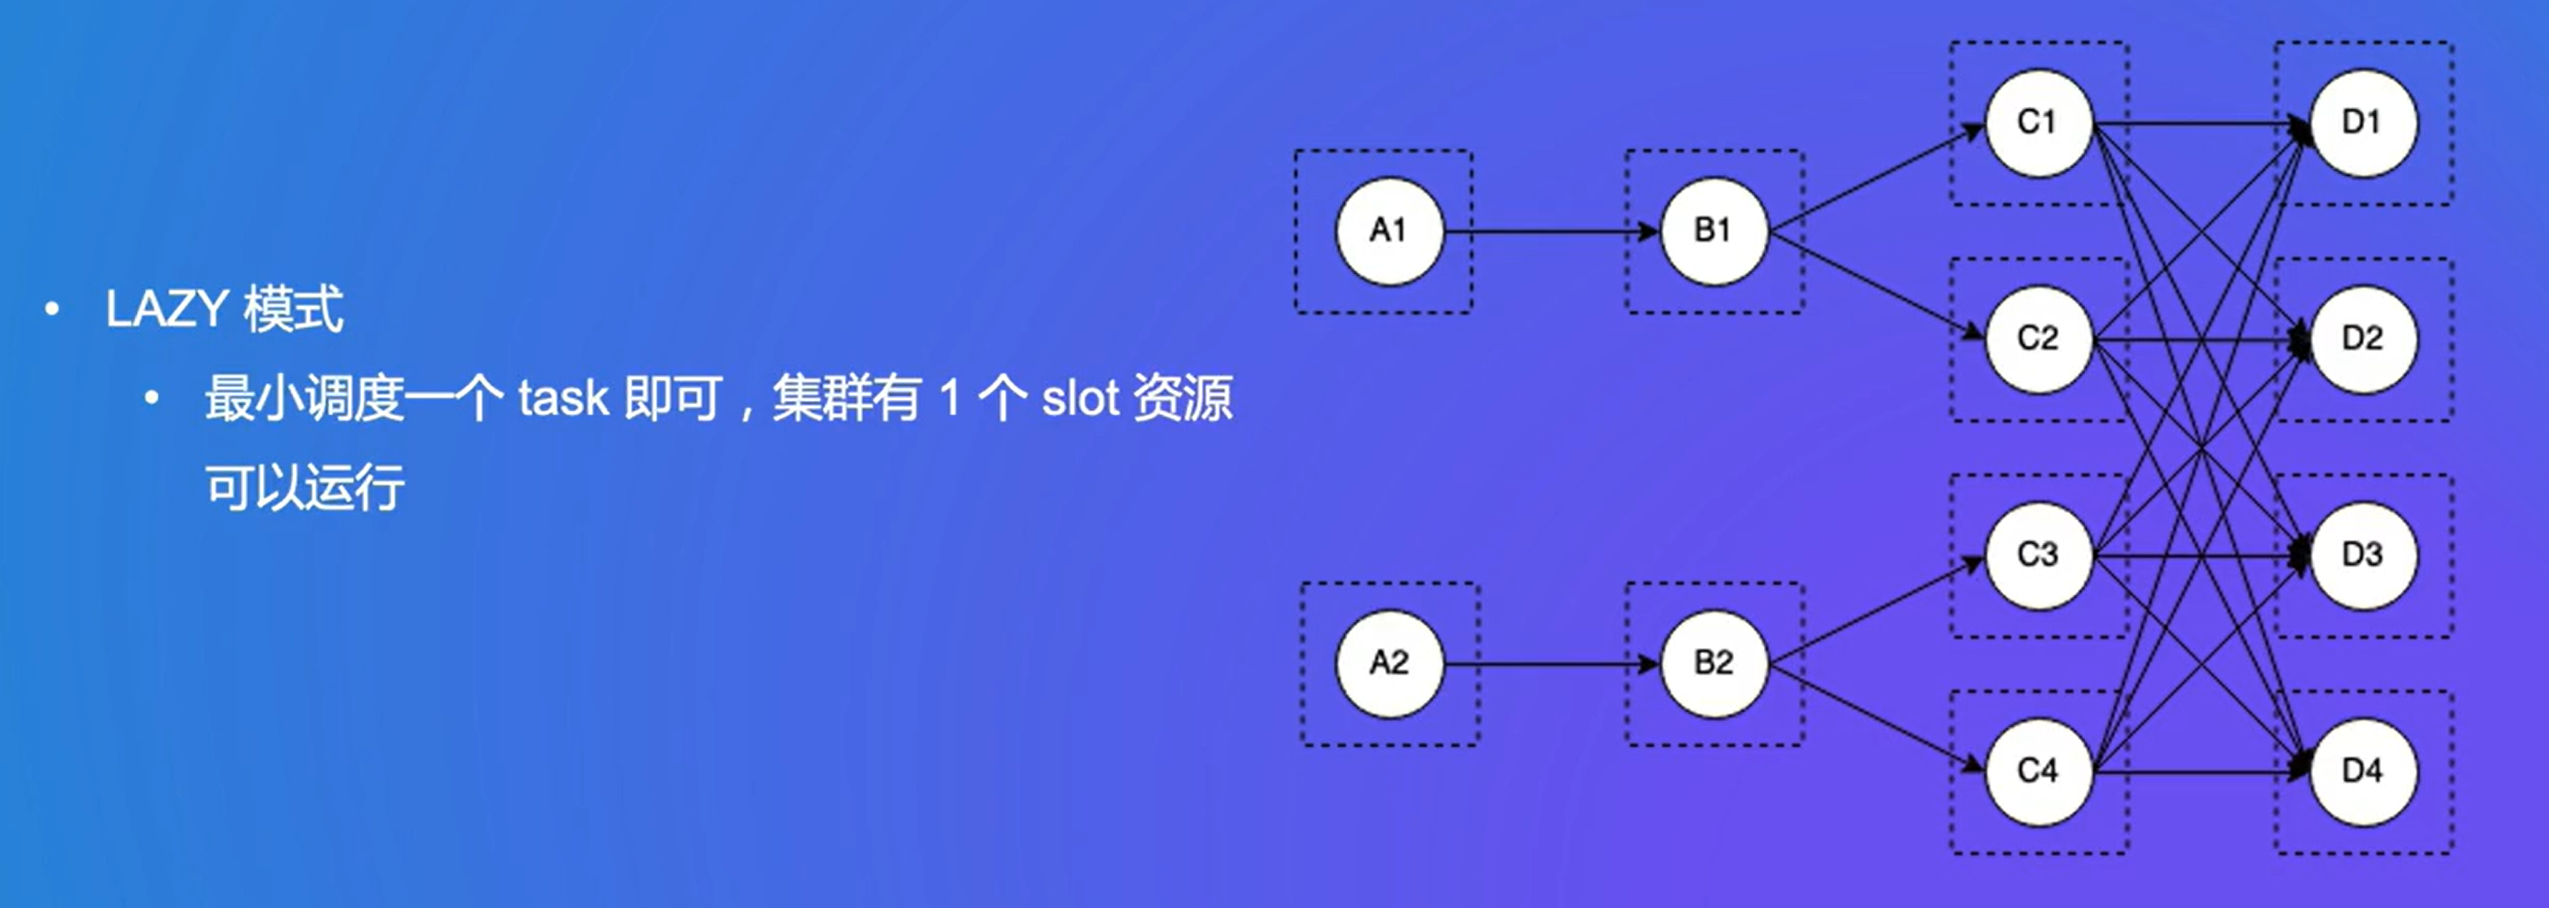 LAZY 模式
最小调度一个 task 即可，集群有 1 个 slot 资源
可以运行
A1
B1
C1
D1
C2
D2
A2
B2
C3
D3
C4
D4